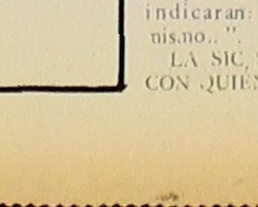 indicaran:
nis.no.. ".
LA SIC,
CON QUIEN